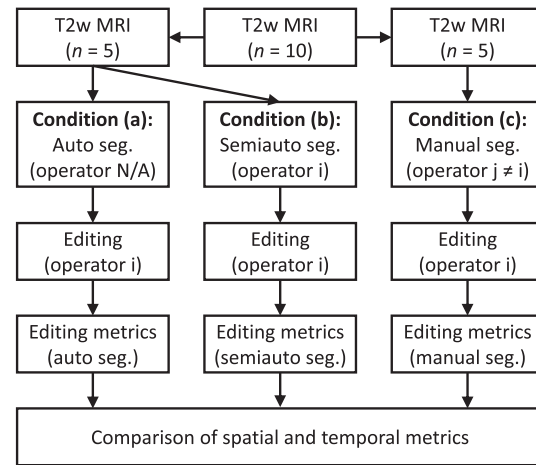 T2w MRI
(n = 5)
T2w MRI
(n = 10)
T2w MRI
(n = 5)
Condition (a):
Auto seg.
(operator N/A)
Condition (b):
Semiauto seg.
(operator i)
Condition (c):
Manual seg.
(operator j ≠ i)
Editing
(operator i)
Editing
(operator i)
Editing
(operator i)
Editing metrics
(auto seg.)
Editing metrics
(semiauto seg.)
Editing metrics
(manual seg.)
Comparison of spatial and temporal metrics